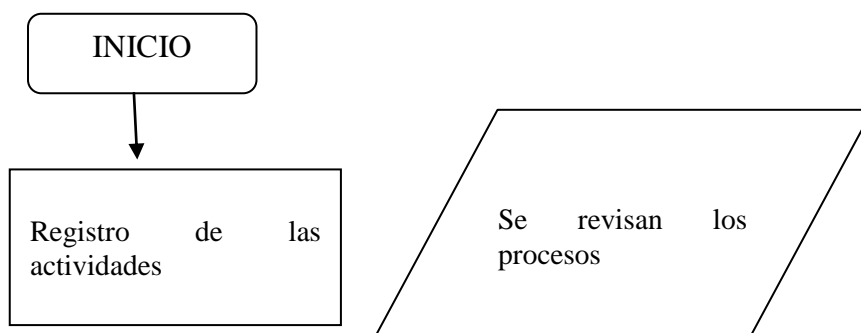 INICIO
Registro de las
actividades
Se revisan los
procesos